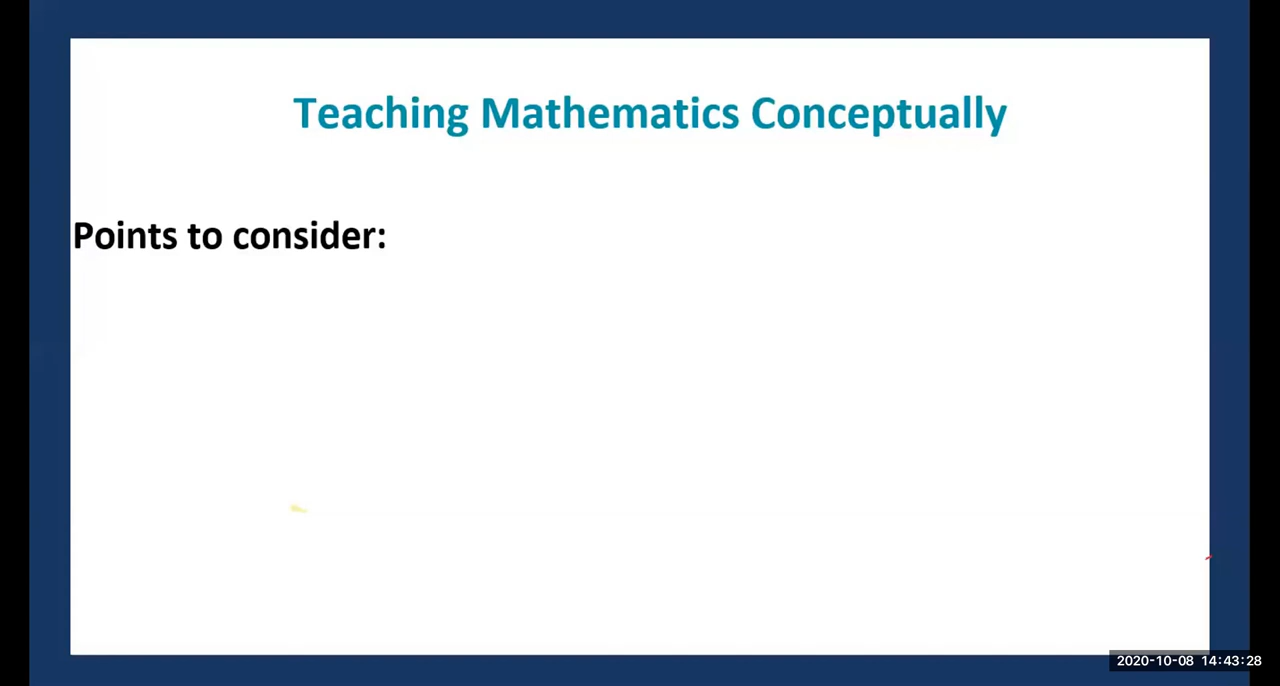 Teaching Mathematics Conceptually
Points to consider:
2020-10-08 14:43:28